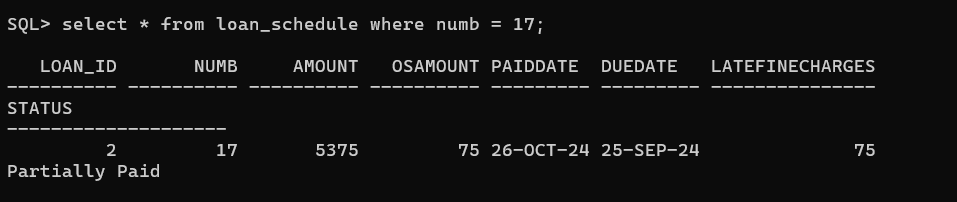 SQL> select * from loan_schedule where numb = 17;
   LOAN_ID       NUMB     AMOUNT   OSAMOUNT PAIDDATE  DUEDATE   LATEFINECHARGES
---------- ---------- ---------- ---------- --------- --------- ---------------
STATUS
--------------------
         2         17       5375         75 26-OCT-24 25-SEP-24              75
Partially Paid